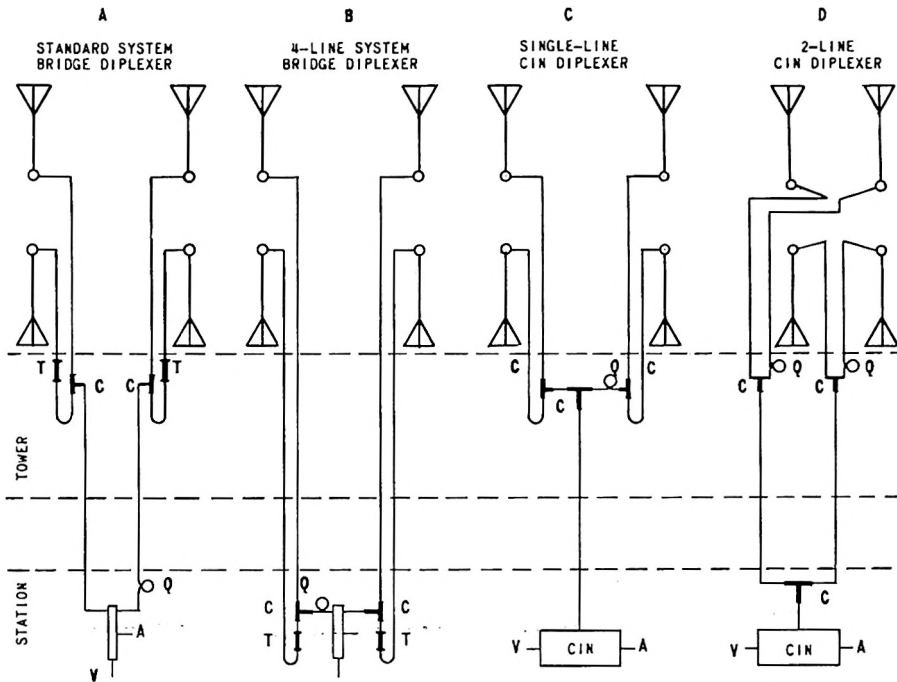 A
STANDARD SYSTEM
BRIDGE DIPLEXER
B
4-LINE SYSTEM
BRIDGE DIPLEXER
C
SINGLE-LINE
CIN DIPLEXER
D
2-LINE
CIN DIPLEXER
T
C
C
T
C
C
Q
C
C
Q
C
Q
TOWER
STATION
Q
A
V
Q
C
C
T
T
V
CIN
A
C
V
CIN
A